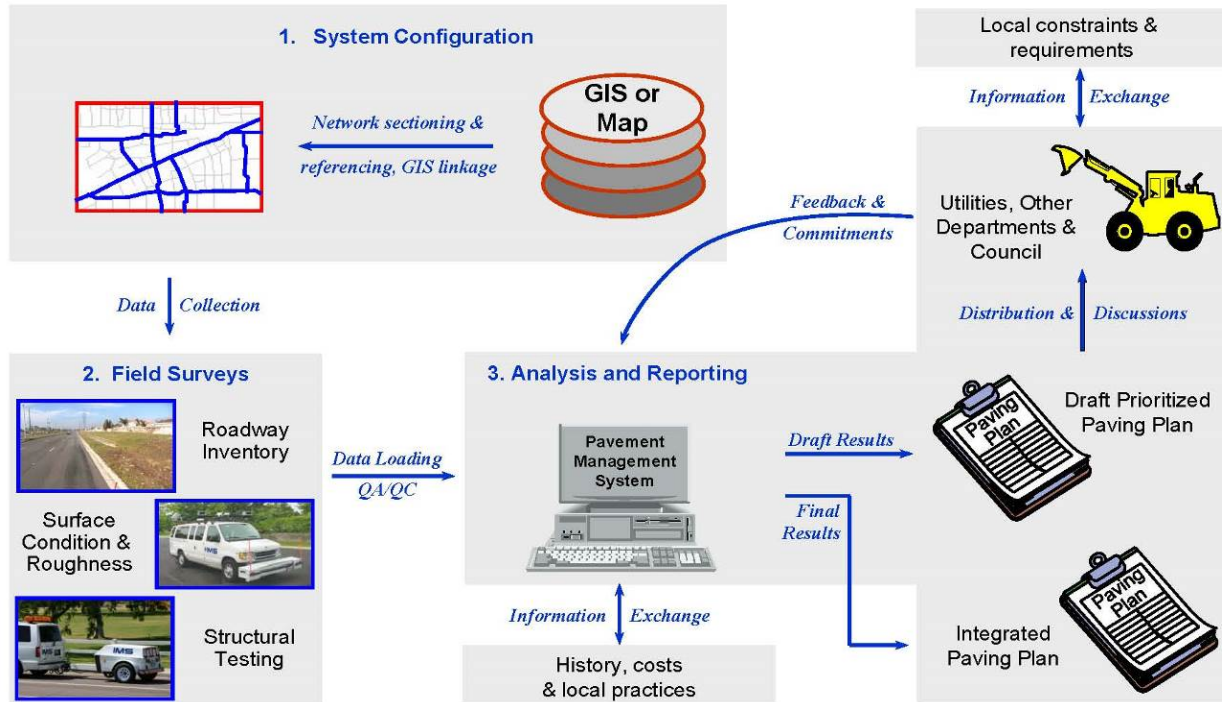 1. System Configuration
GIS or
Map
Network sectioning &
referencing, GIS linkage
Data Collection
2. Field Surveys
Roadway
Inventory
Surface
Condition &
Roughness
IMS
Structural
Testing
IMS
Data Loading
QA/QC
3. Analysis and Reporting
Pavement
Management
System
Information Exchange
History, costs
& local practices
Draft Results
Final
Results
Draft Prioritized
Paving Plan
Paving
Plan
Distribution & Discussions
Utilities, Other
Departments &
Council
Information Exchange
Local constraints &
requirements
Feedback &
Commitments
Integrated
Paving Plan
Paving
Plan